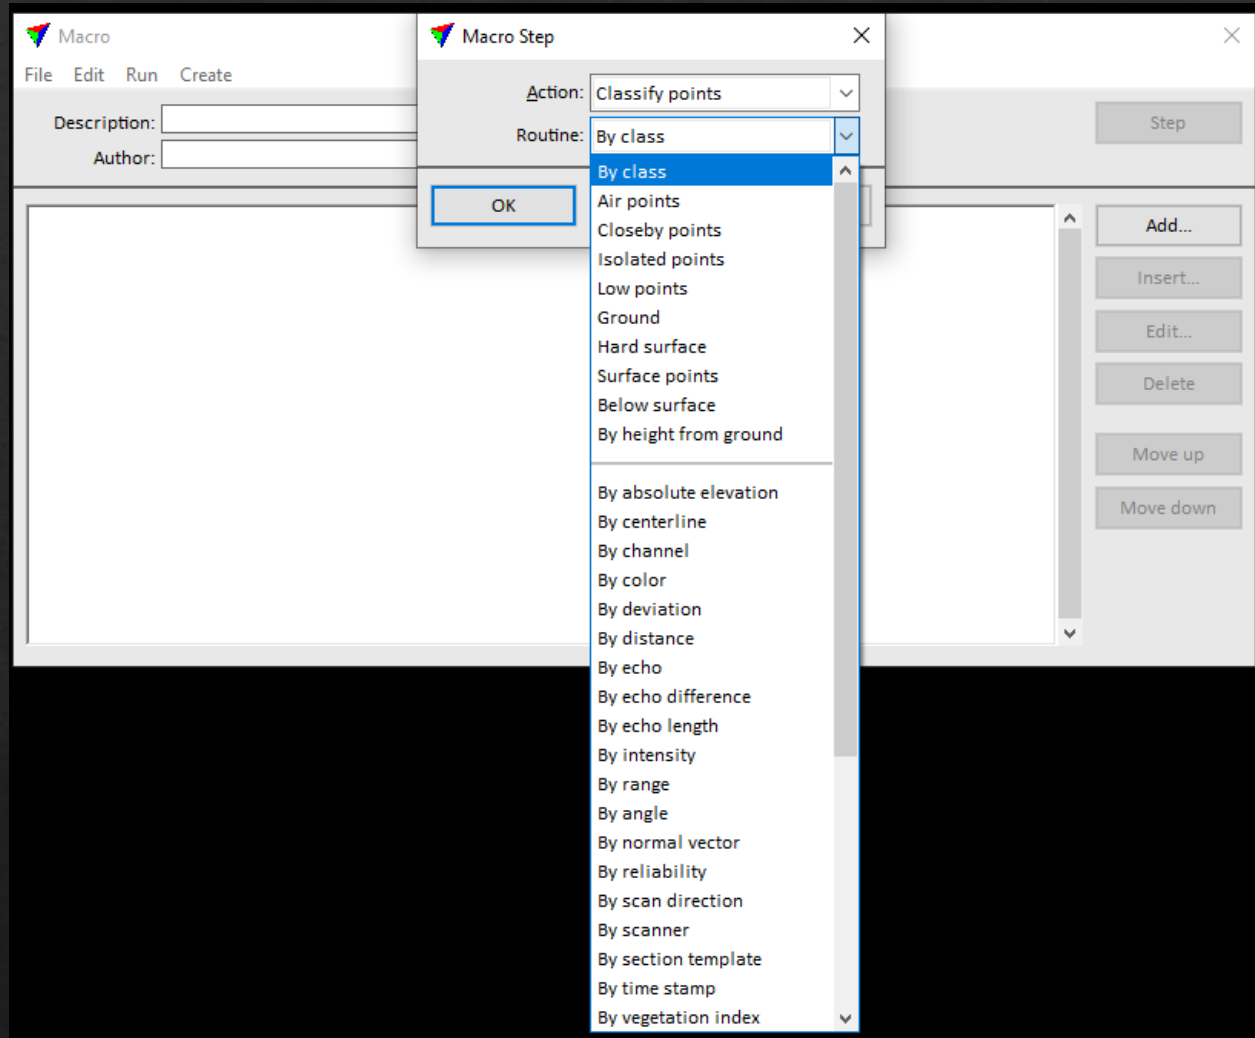 Macro
Macro Step
File Edit Run Create
Action: Classify points
Description:
Step
Routine: By class
Author:
By class
Air points
OK
Add...
Closeby points
Isolated points
Insert...
Low points
Ground
Edit...
Hard surface
Surface points
Delete
Below surface
By height from ground
Move up
By absolute elevation
Move down
By centerline
By channel
By color
By deviation
By distance
By echo
By echo difference
By echo length
By intensity
By range
By angle
By normal vector
By reliability
By scan direction
By scanner
By section template
By time stamp
By vegetation index